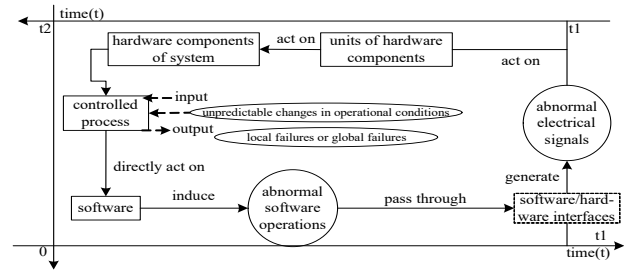 time(t)
t2
t1
hardware components
of system
act on
units of hardware
components
act on
controlled
process
input
unpredictable changes in operational conditions
output
local failures or global failures
abnormal
electrical
signals
directly act on
generate
software
induce
abnormal
software
operations
pass through
software/hard-
ware interfaces
t1
0
time(t)